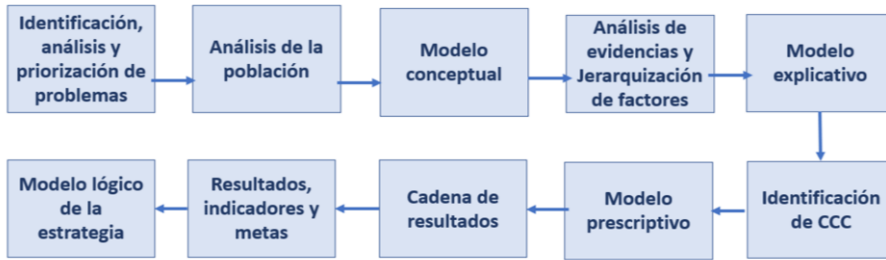 Identificación,
análisis y
priorización de
problemas
Análisis de la
población
Modelo
conceptual
Análisis de
evidencias y
Jerarquización
de factores
Modelo
explicativo
Identificación
de CCC
Modelo
prescriptivo
Cadena de
resultados
Resultados,
indicadores y
metas
Modelo lógico
de la
estrategia